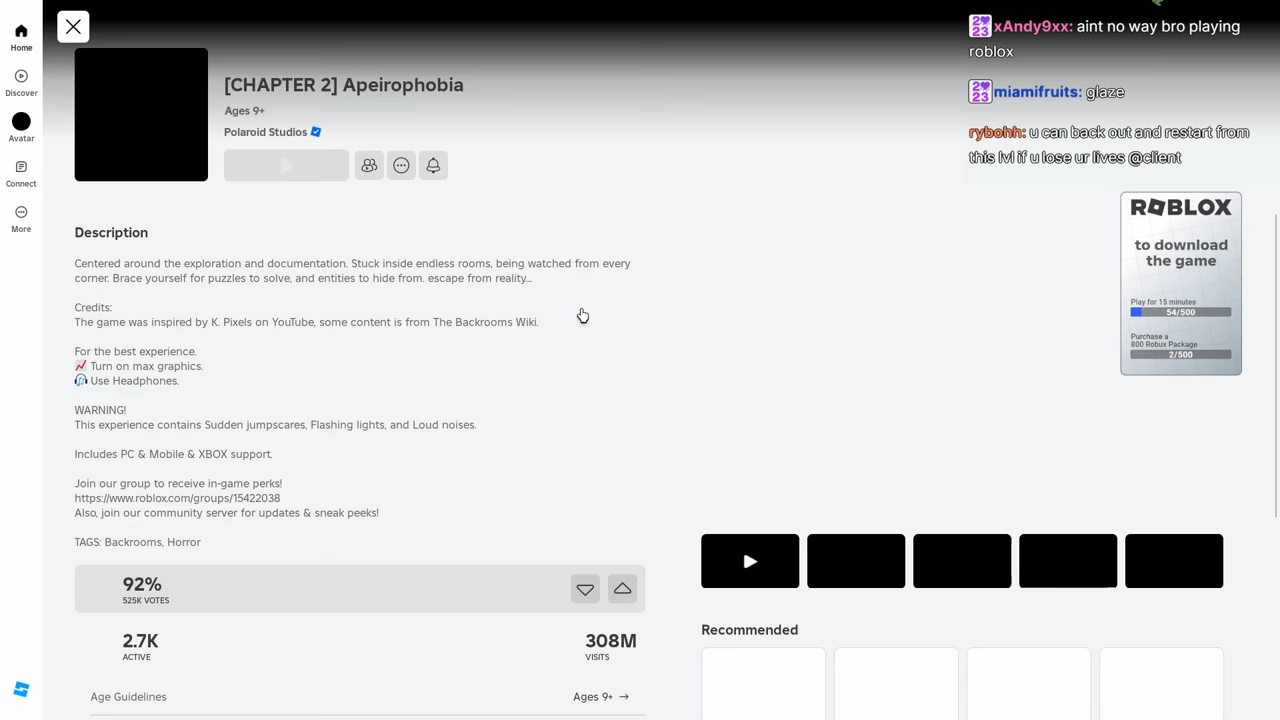 Home
Discover
Avatar
Connect
More
[CHAPTER 2] Apeirophobia
Ages 9+
Polaroid Studios
Description
Centered around the exploration and documentation. Stuck inside endless rooms, being watched from every
corner. Brace yourself for puzzles to solve, and entities to hide from. escape from reality...
Credits:
The game was inspired by K. Pixels on YouTube, some content is from The Backrooms Wiki.
For the best experience.
📈 Turn on max graphics.
🎧 Use Headphones.
WARNING!
This experience contains Sudden jumpscares, Flashing lights, and Loud noises.
Includes PC & Mobile & XBOX support.
Join our group to receive in-game perks!
https://www.roblox.com/groups/15422038
Also, join our community server for updates & sneak peeks!
TAGS: Backrooms, Horror
92%
525K VOTES
2.7K
ACTIVE
308M
VISITS
Age Guidelines
Ages 9+ →
2023 xAndy9xx: aint no way bro playing
roblox
2023 miamifruits: glaze
rybohh: u can back out and restart from
this lvl if u lose ur lives @client
ROBLOX
to download
the game
Play for 15 minutes
54/500
Purchase a
800 Robux Package
2/500
Recommended